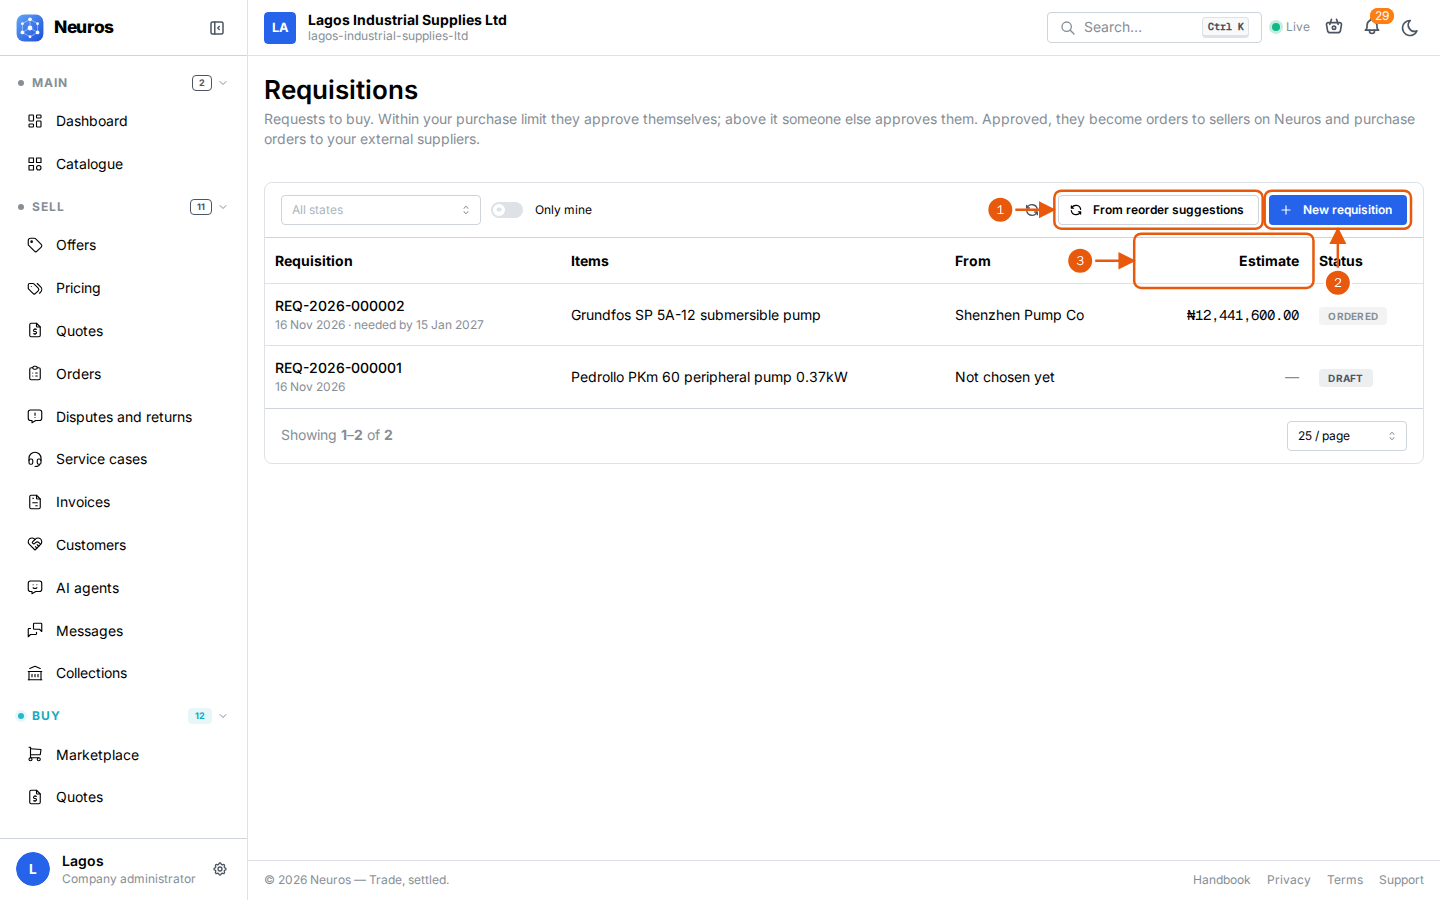 Neuros
LA
Lagos Industrial Supplies Ltd
lagos-industrial-supplies-ltd
Search...
Ctrl K
Live
29
MAIN
2
Dashboard
Catalogue
SELL
11
Offers
Pricing
Quotes
Orders
Disputes and returns
Service cases
Invoices
Customers
AI agents
Messages
Collections
BUY
12
Marketplace
Quotes
L
Lagos
Company administrator
Requisitions
Requests to buy. Within your purchase limit they approve themselves; above it someone else approves them. Approved, they become orders to sellers on Neuros and purchase
orders to your external suppliers.
All states
Only mine
1
From reorder suggestions
New requisition
Requisition
Items
From
3
Estimate
Status
2
REQ-2026-000002
16 Nov 2026 · needed by 15 Jan 2027
Grundfos SP 5A-12 submersible pump
Shenzhen Pump Co
₦12,441,600.00
ORDERED
REQ-2026-000001
16 Nov 2026
Pedrollo PKm 60 peripheral pump 0.37kW
Not chosen yet
—
DRAFT
Showing 1–2 of 2
25 / page
© 2026 Neuros — Trade, settled.
Handbook
Privacy
Terms
Support